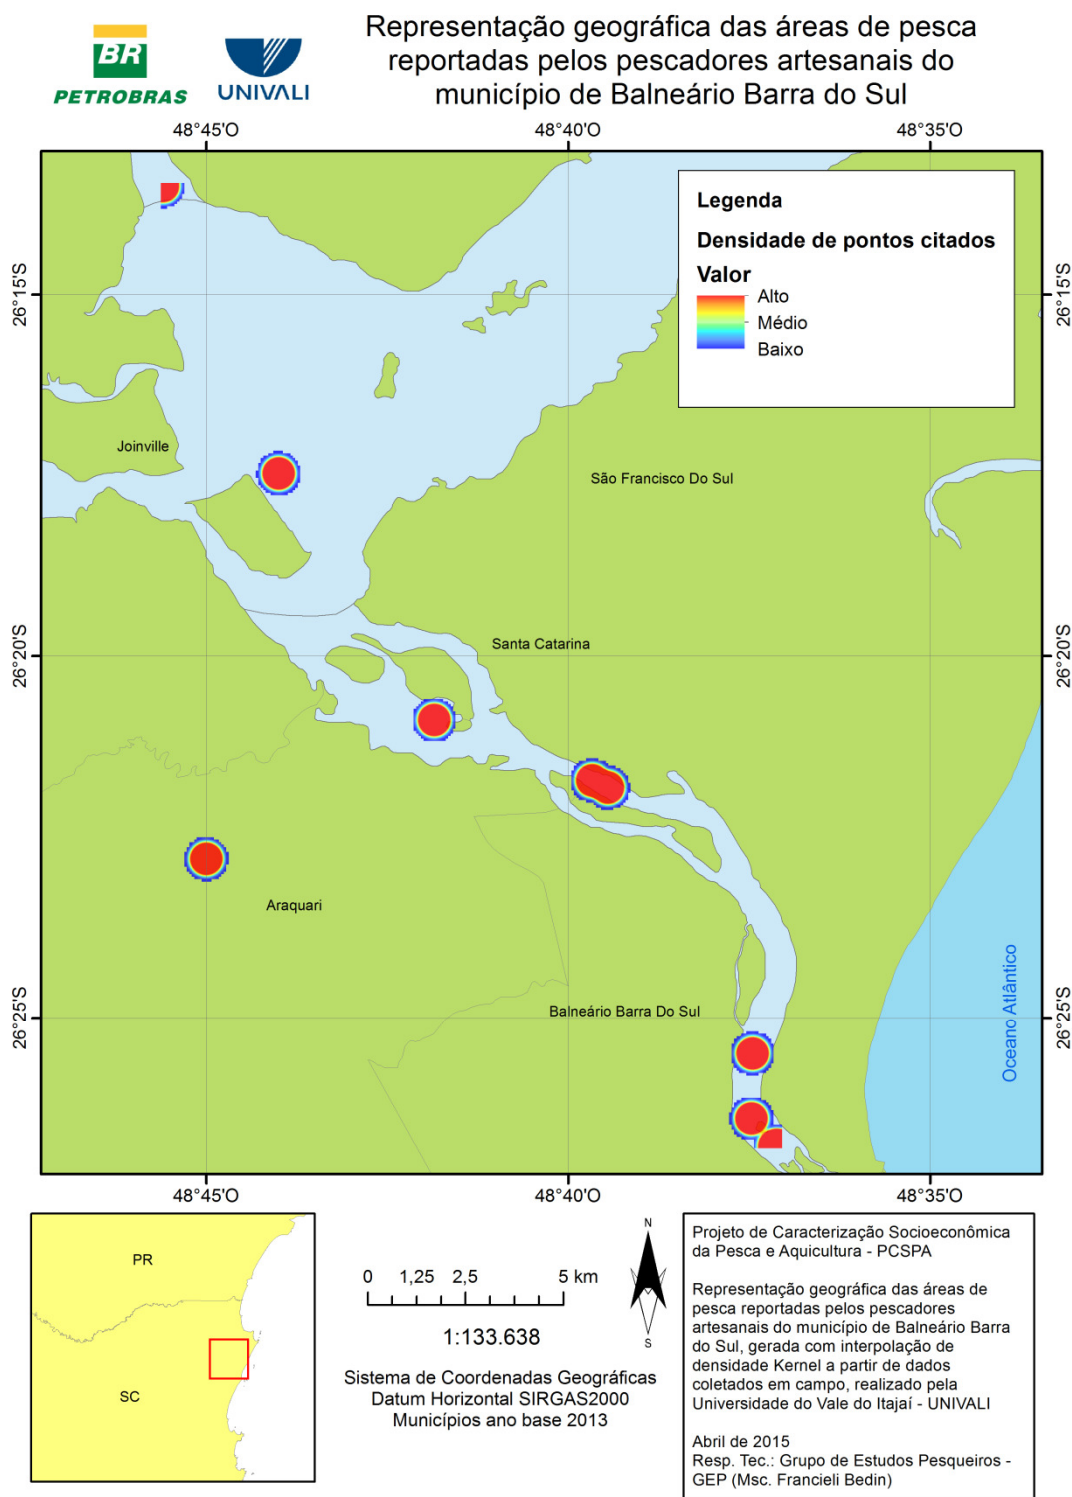 BR
PETROBRAS
UNIVALI
Representação geográfica das áreas de pesca
reportadas pelos pescadores artesanais do
município de Balneário Barra do Sul
48°45'O
48°40'O
48°35'O
Legenda
Densidade de pontos citados
Valor
Alto
Médio
Baixo
26°15'S
26°15'S
Joinville
São Francisco Do Sul
Santa Catarina
26°20'S
26°20'S
Araquari
Balneário Barra Do Sul
Oceano Atlântico
26°25'S
26°25'S
48°45'O
48°40'O
48°35'O
PR
SC
0 1,25 2,5 5 km
1:133.638
Sistema de Coordenadas Geográficas
Datum Horizontal SIRGAS2000
Municípios ano base 2013
N
S
Projeto de Caracterização Socioeconômica
da Pesca e Aquicultura - PCSPA
Representação geográfica das áreas de
pesca reportadas pelos pescadores
artesanais do município de Balneário Barra
do Sul, gerada com interpolação de
densidade Kernel a partir de dados
coletados em campo, realizado pela
Universidade do Vale do Itajaí - UNIVALI
Abril de 2015
Resp. Tec.: Grupo de Estudos Pesqueiros -
GEP (Msc. Francieli Bedin)